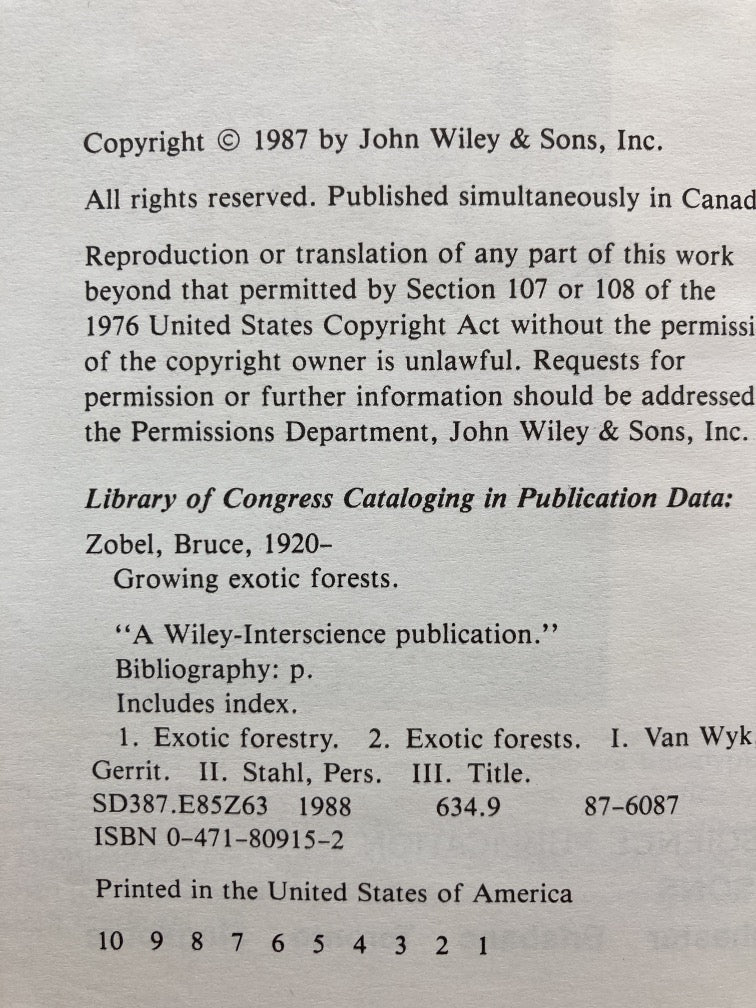 Copyright © 1987 by John Wiley & Sons, Inc.
All rights reserved. Published simultaneously in Canad
Reproduction or translation of any part of this work
beyond that permitted by Section 107 or 108 of the
1976 United States Copyright Act without the permissi
of the copyright owner is unlawful. Requests for
permission or further information should be addressed
the Permissions Department, John Wiley & Sons, Inc.
Library of Congress Cataloging in Publication Data:
Zobel, Bruce, 1920–
Growing exotic forests.
‘‘A Wiley-Interscience publication.’’
Bibliography: p.
Includes index.
1. Exotic forestry. 2. Exotic forests. I. Van Wyk
Gerrit. II. Stahl, Pers. III. Title.
SD387.E85Z63 1988 634.9 87–6087
ISBN 0–471–80915–2
Printed in the United States of America
10 9 8 7 6 5 4 3 2 1